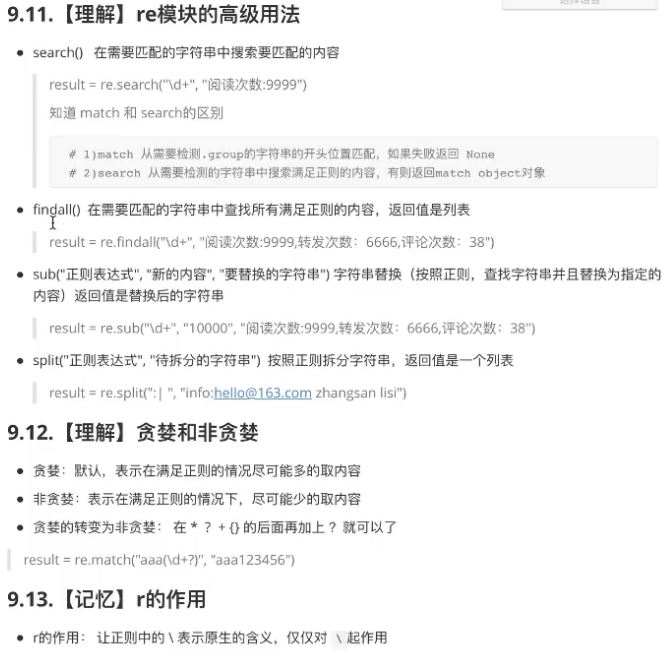 9.11.【理解】re模块的高级用法
search() 在需要匹配的字符串中搜索要匹配的内容
result = re.search("\d+", "阅读次数:9999")
知道 match 和 search的区别
# 1)match 从需要检测.group的字符串的开头位置匹配，如果失败返回 None
# 2)search 从需要检测的字符串中搜索满足正则的内容，有则返回match object对象
findall() 在需要匹配的字符串中查找所有满足正则的内容，返回值是列表
result = re.findall("\d+", "阅读次数:9999,转发次数：6666,评论次数：38")
sub("正则表达式", "新的内容", "要替换的字符串") 字符串替换（按照正则，查找字符串并且替换为指定的
内容）返回值是替换后的字符串
result = re.sub("\d+", "10000", "阅读次数:9999,转发次数：6666,评论次数：38")
split("正则表达式", "待拆分的字符串") 按照正则拆分字符串，返回值是一个列表
result = re.split(":| ", "info:hello@163.com zhangsan lisi")
9.12.【理解】贪婪和非贪婪
贪婪：默认，表示在满足正则的情况尽可能多的取内容
非贪婪：表示在满足正则的情况下，尽可能少的取内容
贪婪的转变为非贪婪： 在 * ？ + {} 的后面再加上 ？ 就可以了
result = re.match("aaa(\d+?)", "aaa123456")
9.13.【记忆】r的作用
r的作用： 让正则中的 \ 表示原生的含义，仅仅对 \ 起作用